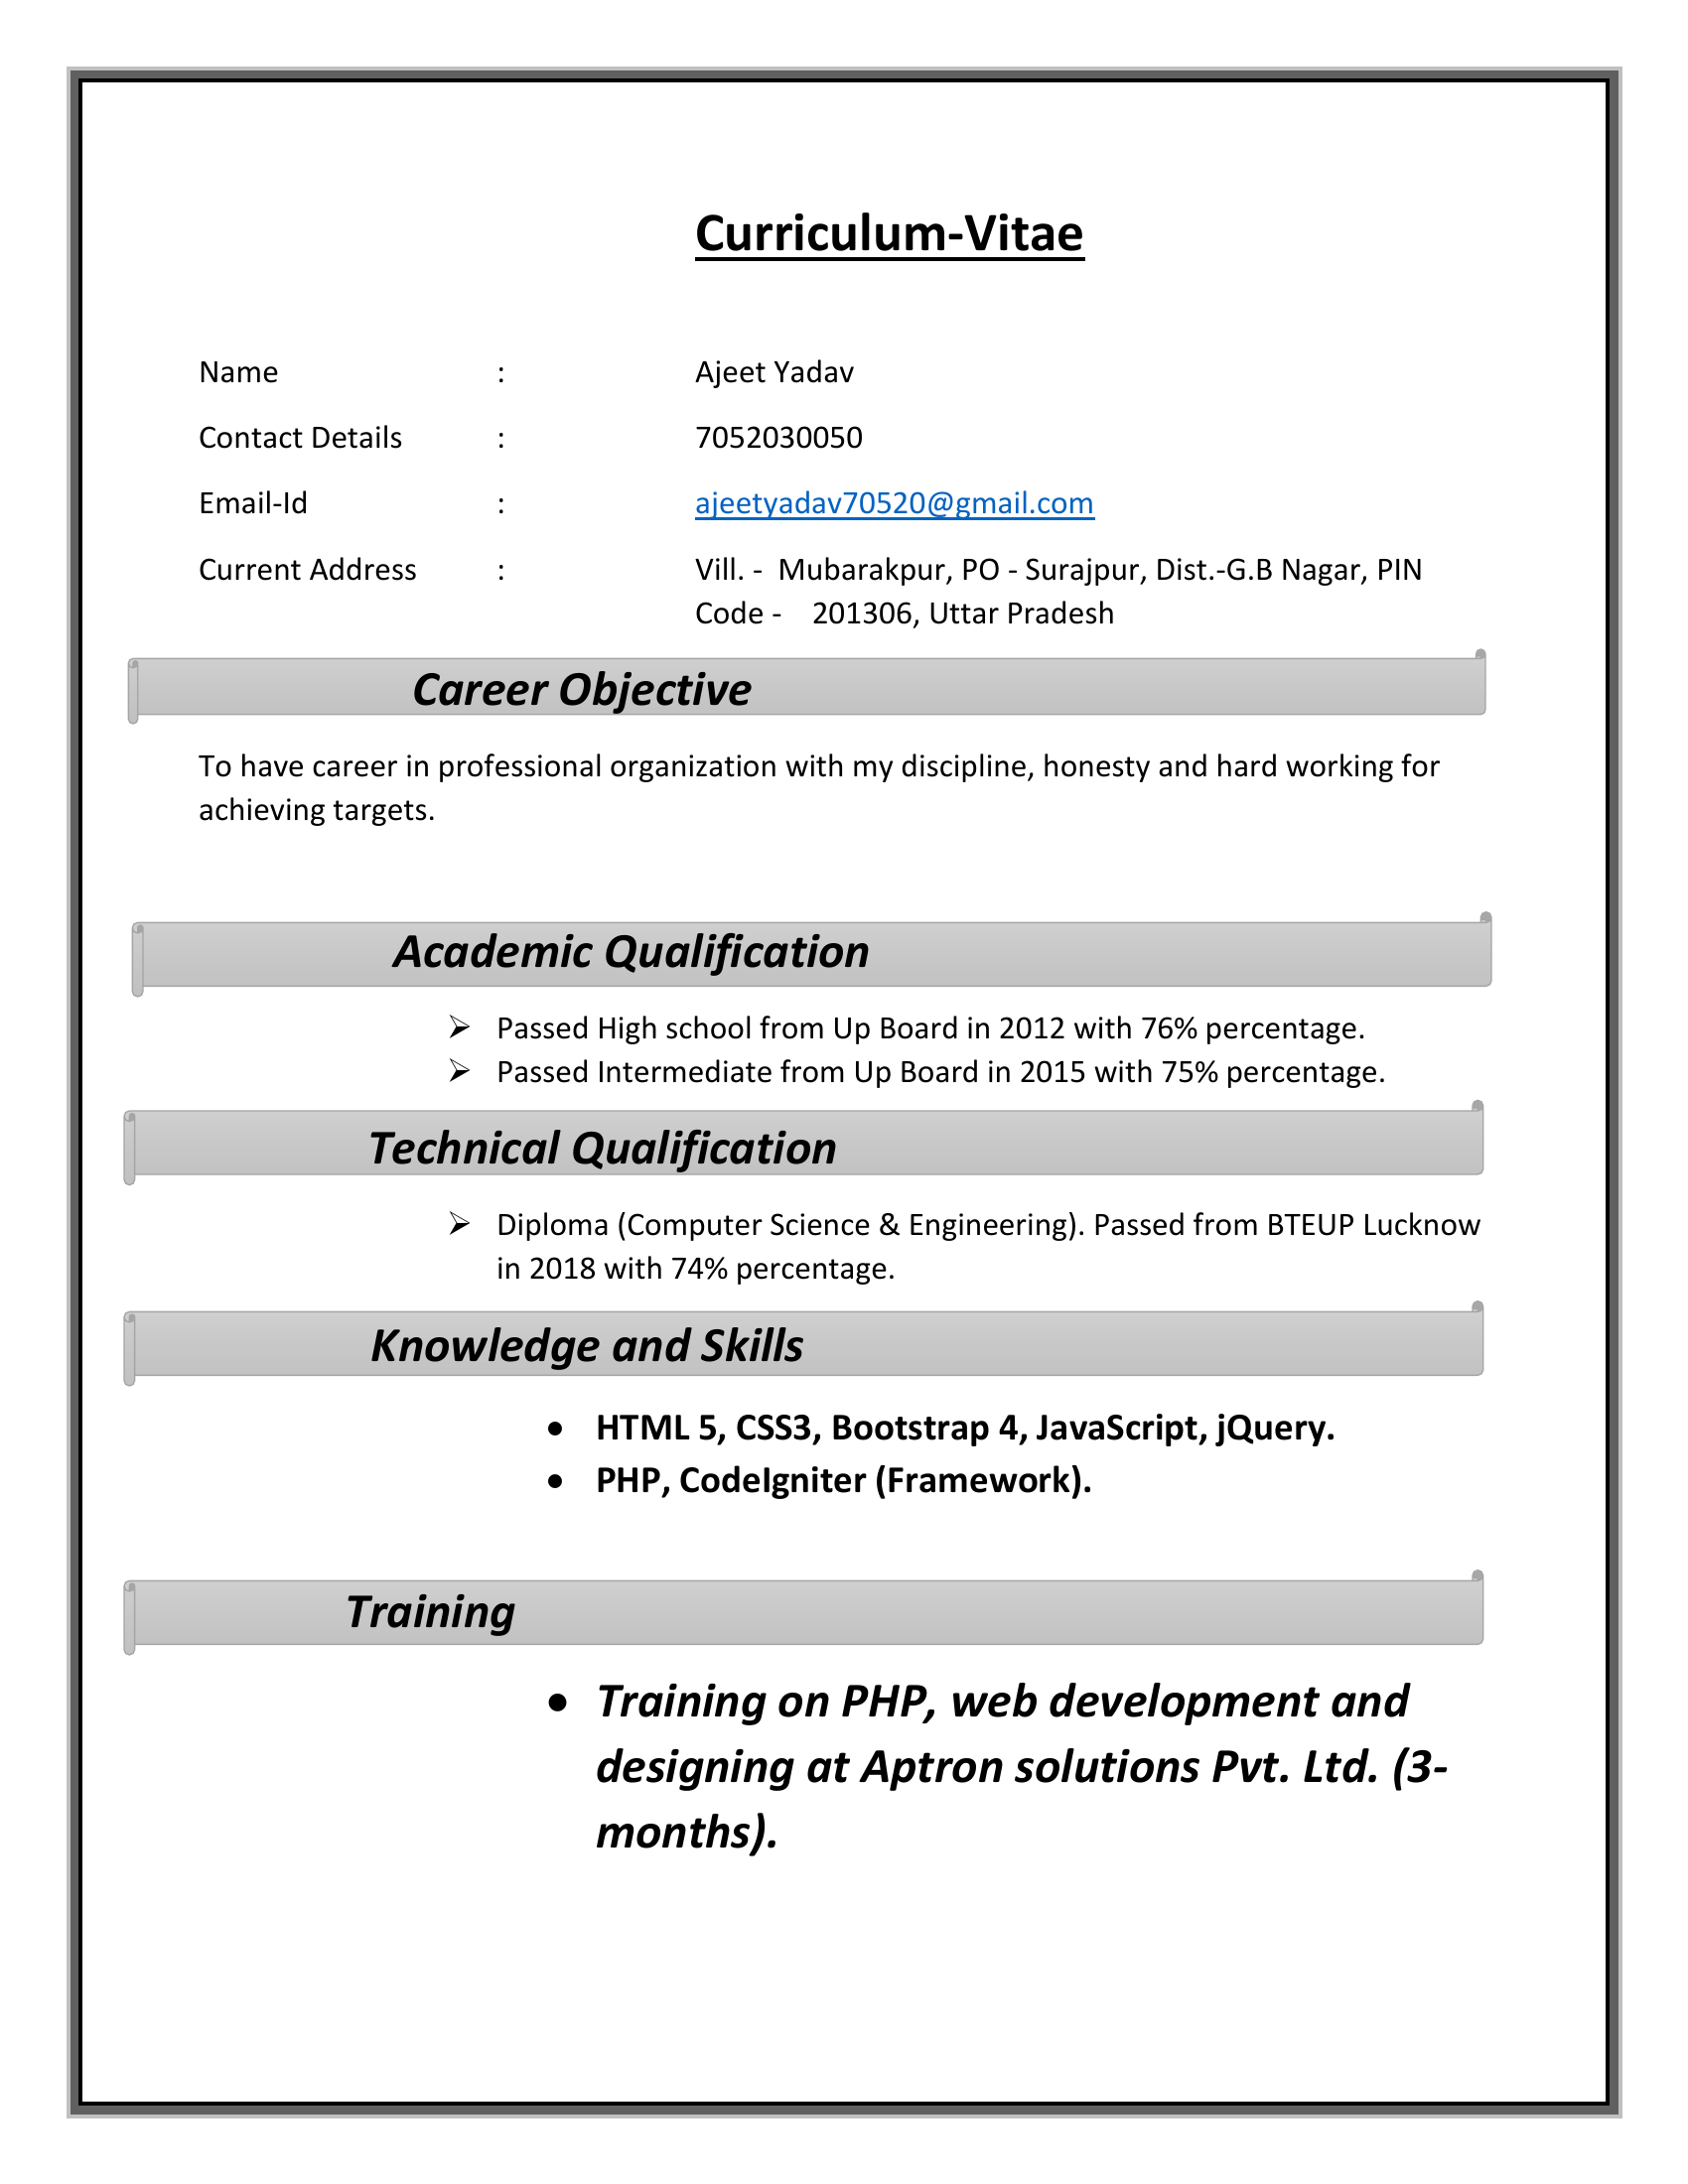 Curriculum-Vitae
Name : Ajeet Yadav
Contact Details : 7052030050
Email-Id : ajeetyadav70520@gmail.com
Current Address : Vill. - Mubarakpur, PO - Surajpur, Dist.-G.B Nagar, PIN
Code - 201306, Uttar Pradesh
Career Objective
To have career in professional organization with my discipline, honesty and hard working for
achieving targets.
Academic Qualification
➢ Passed High school from Up Board in 2012 with 76% percentage.
➢ Passed Intermediate from Up Board in 2015 with 75% percentage.
Technical Qualification
➢ Diploma (Computer Science & Engineering). Passed from BTEUP Lucknow
in 2018 with 74% percentage.
Knowledge and Skills
• HTML 5, CSS3, Bootstrap 4, JavaScript, jQuery.
• PHP, CodeIgniter (Framework).
Training
• Training on PHP, web development and
designing at Aptron solutions Pvt. Ltd. (3-
months).